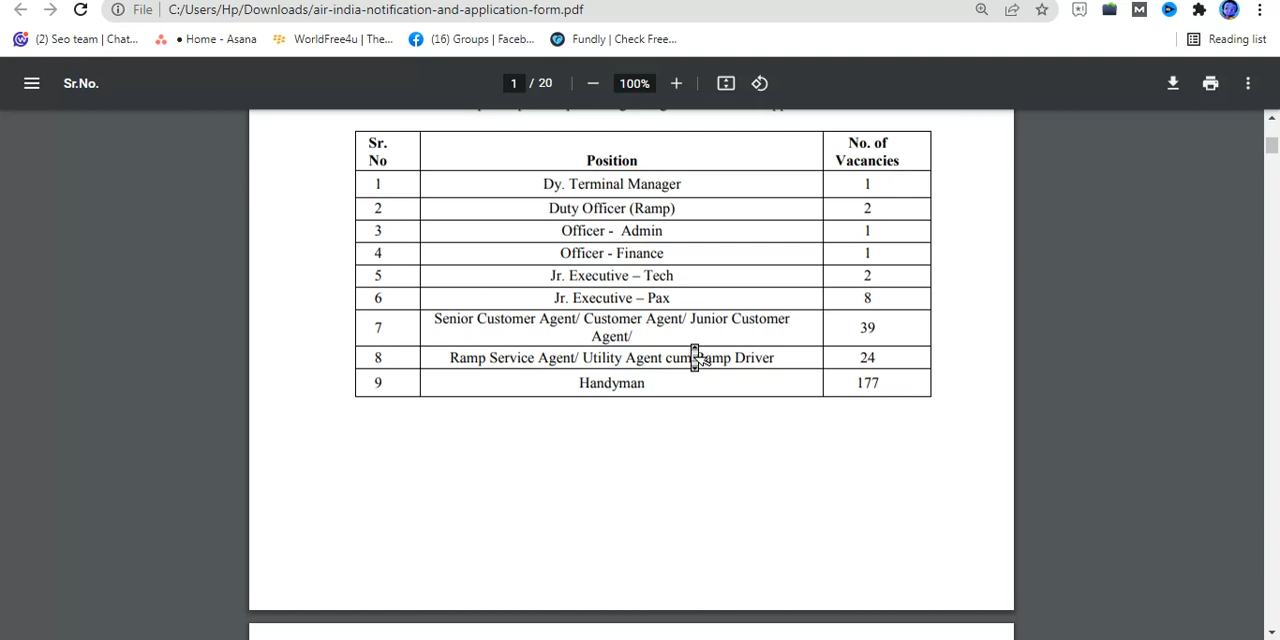 File C:/Users/Hp/Downloads/air-india-notification-and-application-form.pdf
(2) Seo team | Chat... • Home - Asana WorldFree4u | The... (16) Groups | Faceb... Fundly | Check Free... Reading list
Sr.No. 1 / 20 100%
Sr. No Position No. of Vacancies
1 Dy. Terminal Manager 1
2 Duty Officer (Ramp) 2
3 Officer - Admin 1
4 Officer - Finance 1
5 Jr. Executive – Tech 2
6 Jr. Executive – Pax 8
7 Senior Customer Agent/ Customer Agent/ Junior Customer Agent/ 39
8 Ramp Service Agent/ Utility Agent cum Ramp Driver 24
9 Handyman 177